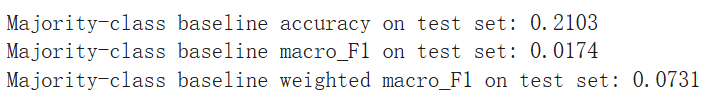 Majority-class baseline accuracy on test set: 0.2103
Majority-class baseline macro_F1 on test set: 0.0174
Majority-class baseline weighted macro_F1 on test set: 0.0731